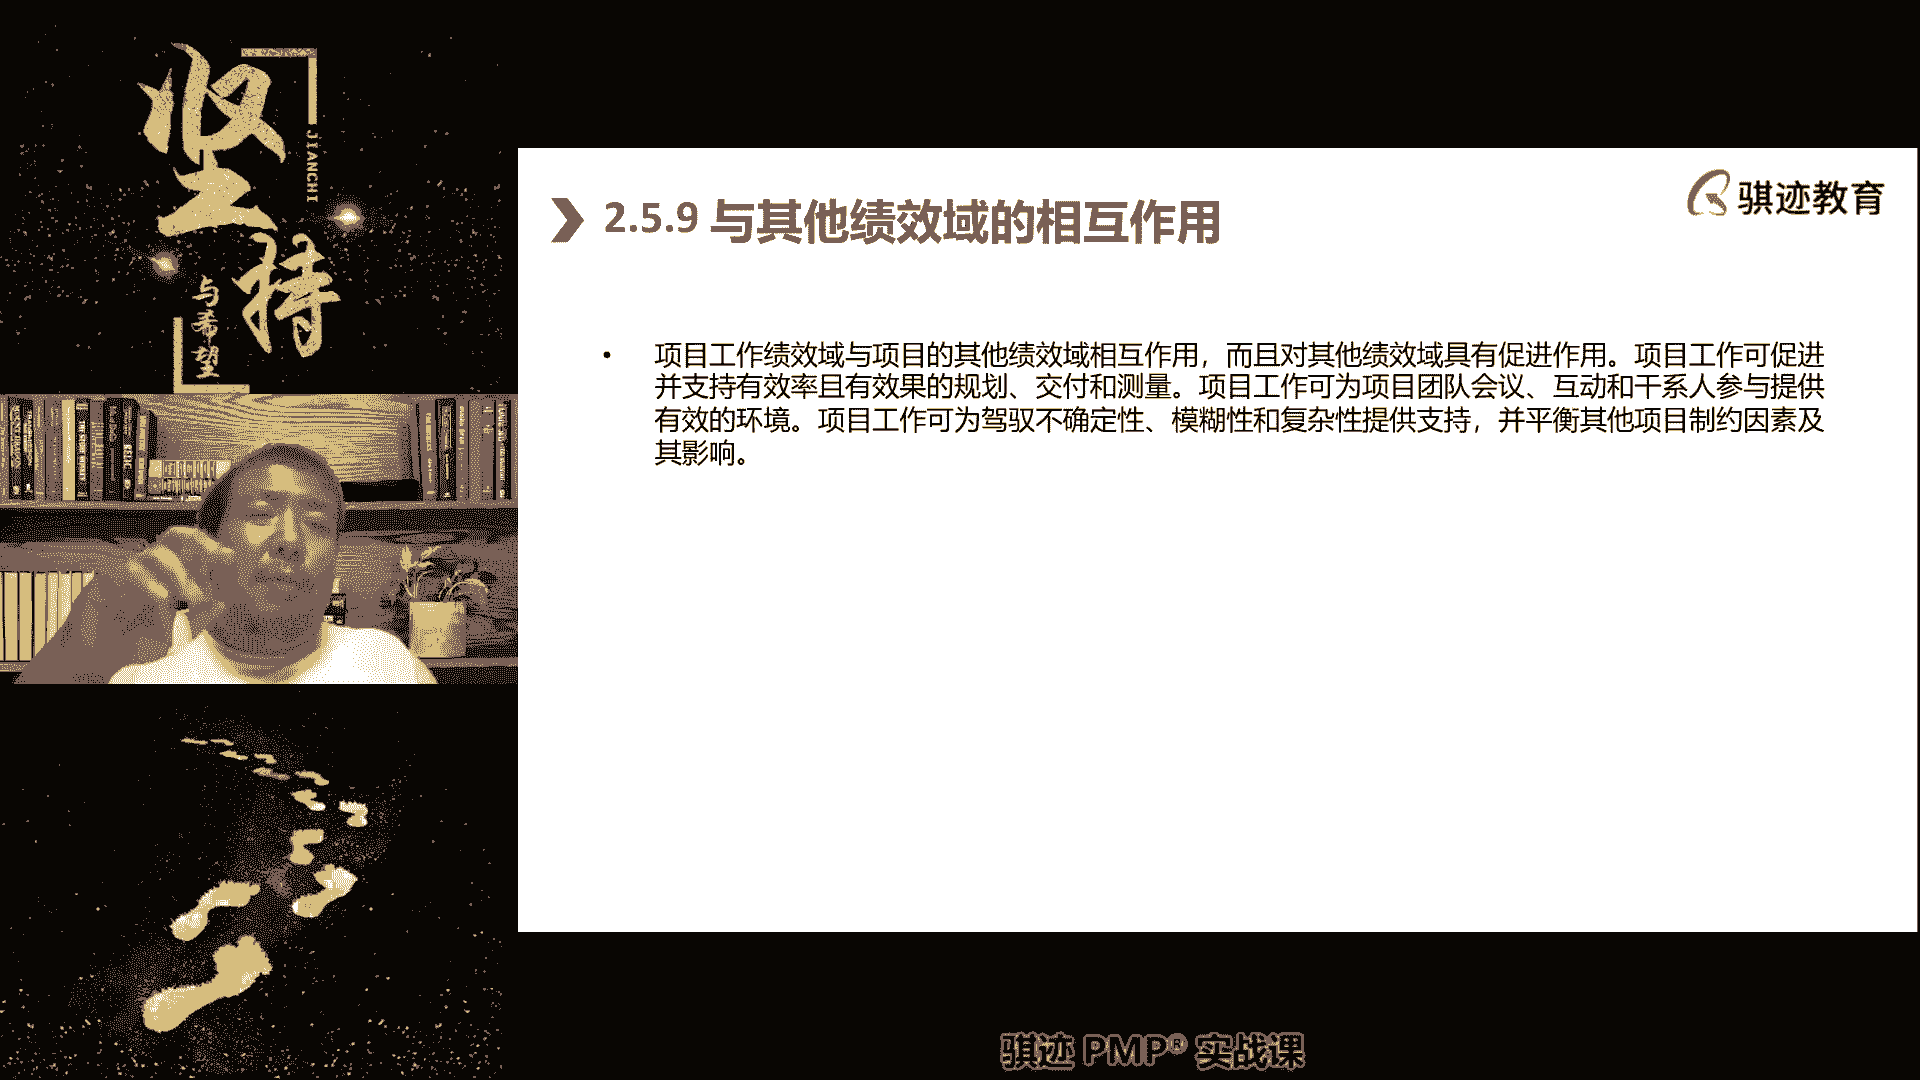 坚持
JIANCHI
与希望
骐迹教育
2.5.9 与其他绩效域的相互作用
• 项目工作绩效域与项目的其他绩效域相互作用，而且对其他绩效域具有促进作用。项目工作可促进
并支持有效率且有效果的规划、交付和测量。项目工作可为项目团队会议、互动和干系人参与提供
有效的环境。项目工作可为驾驭不确定性、模糊性和复杂性提供支持，并平衡其他项目制约因素及
其影响。
骐迹 PMP® 实战课